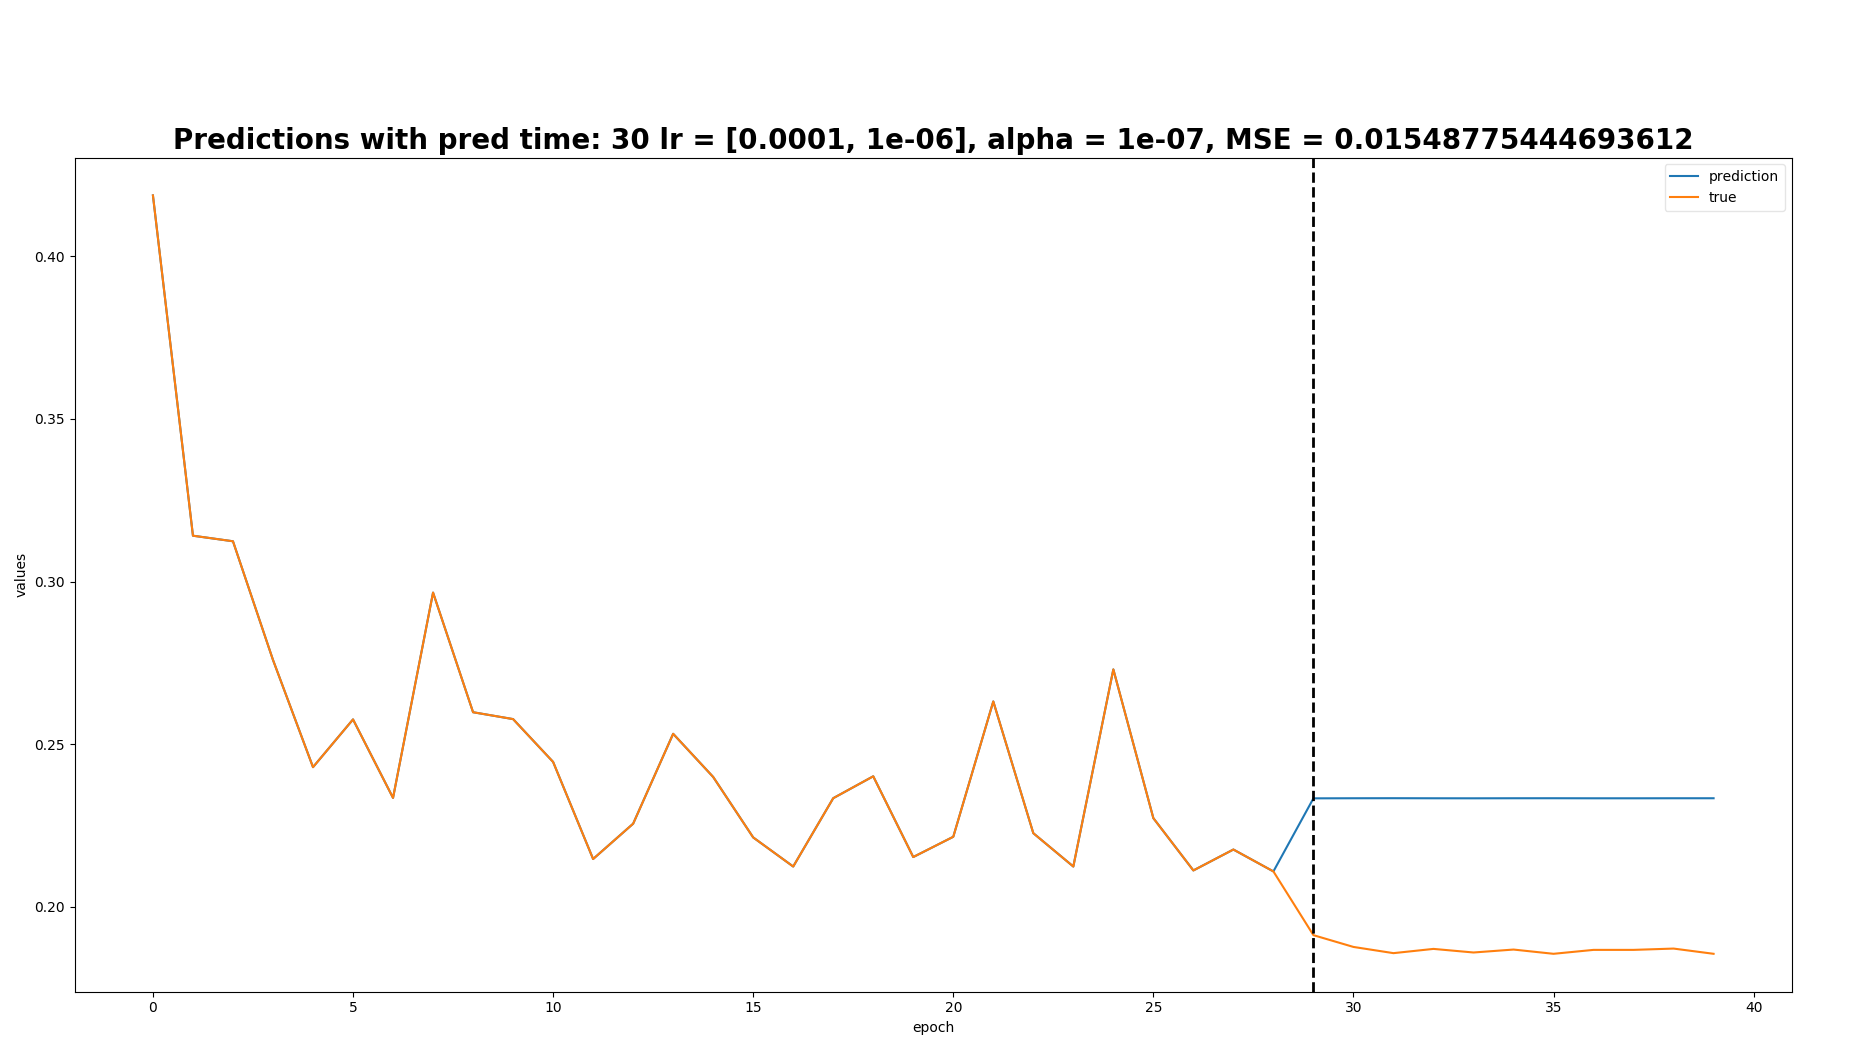 Predictions with pred time: 30 lr = [0.0001, 1e-06], alpha = 1e-07, MSE = 0.01548775444693612
prediction
true
0.40
0.35
0.30
0.25
0.20
values
0 5 10 15 20 25 30 35 40
epoch